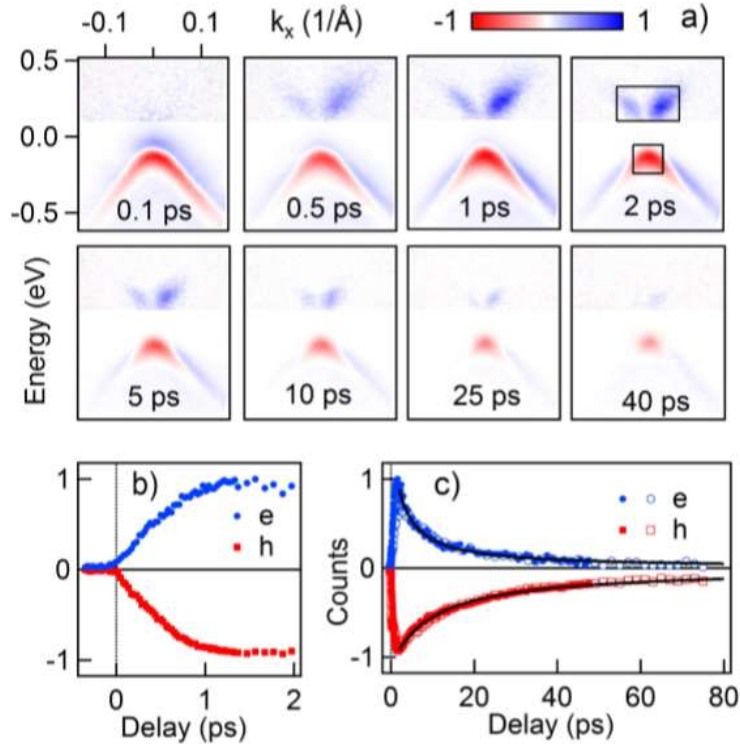 -0.1 0.1 kₓ (1/Å) -1 1 a)
0.5
0.0
-0.5
0.1 ps 0.5 ps 1 ps 2 ps
Energy (eV)
5 ps 10 ps 25 ps 40 ps
1 b) 1 c)
e e
h h
0 0
Counts
-1 -1
0 1 2 0 20 40 60 80
Delay (ps) Delay (ps)